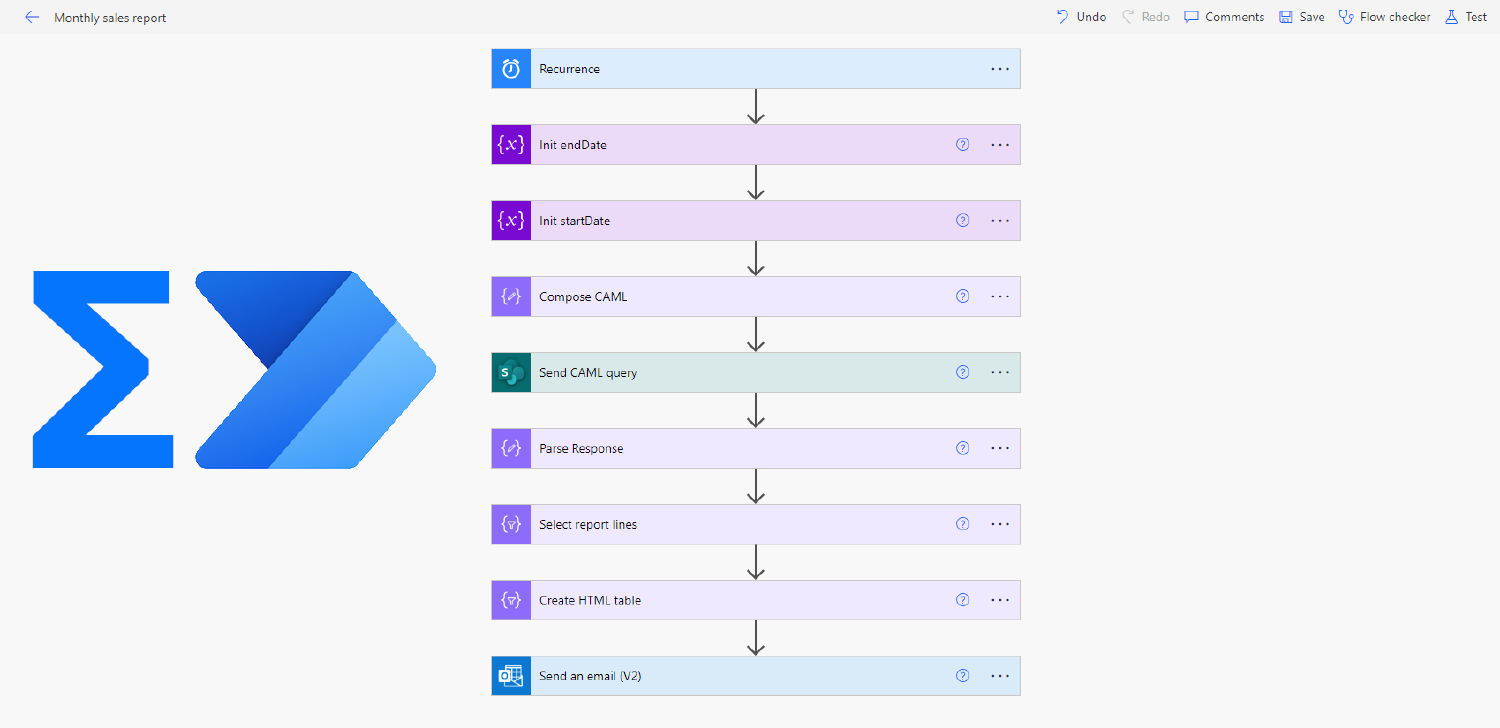 Monthly sales report
Undo Redo Comments Save Flow checker Test
Recurrence
Init endDate
Init startDate
Compose CAML
Send CAML query
Parse Response
Select report lines
Create HTML table
Send an email (V2)